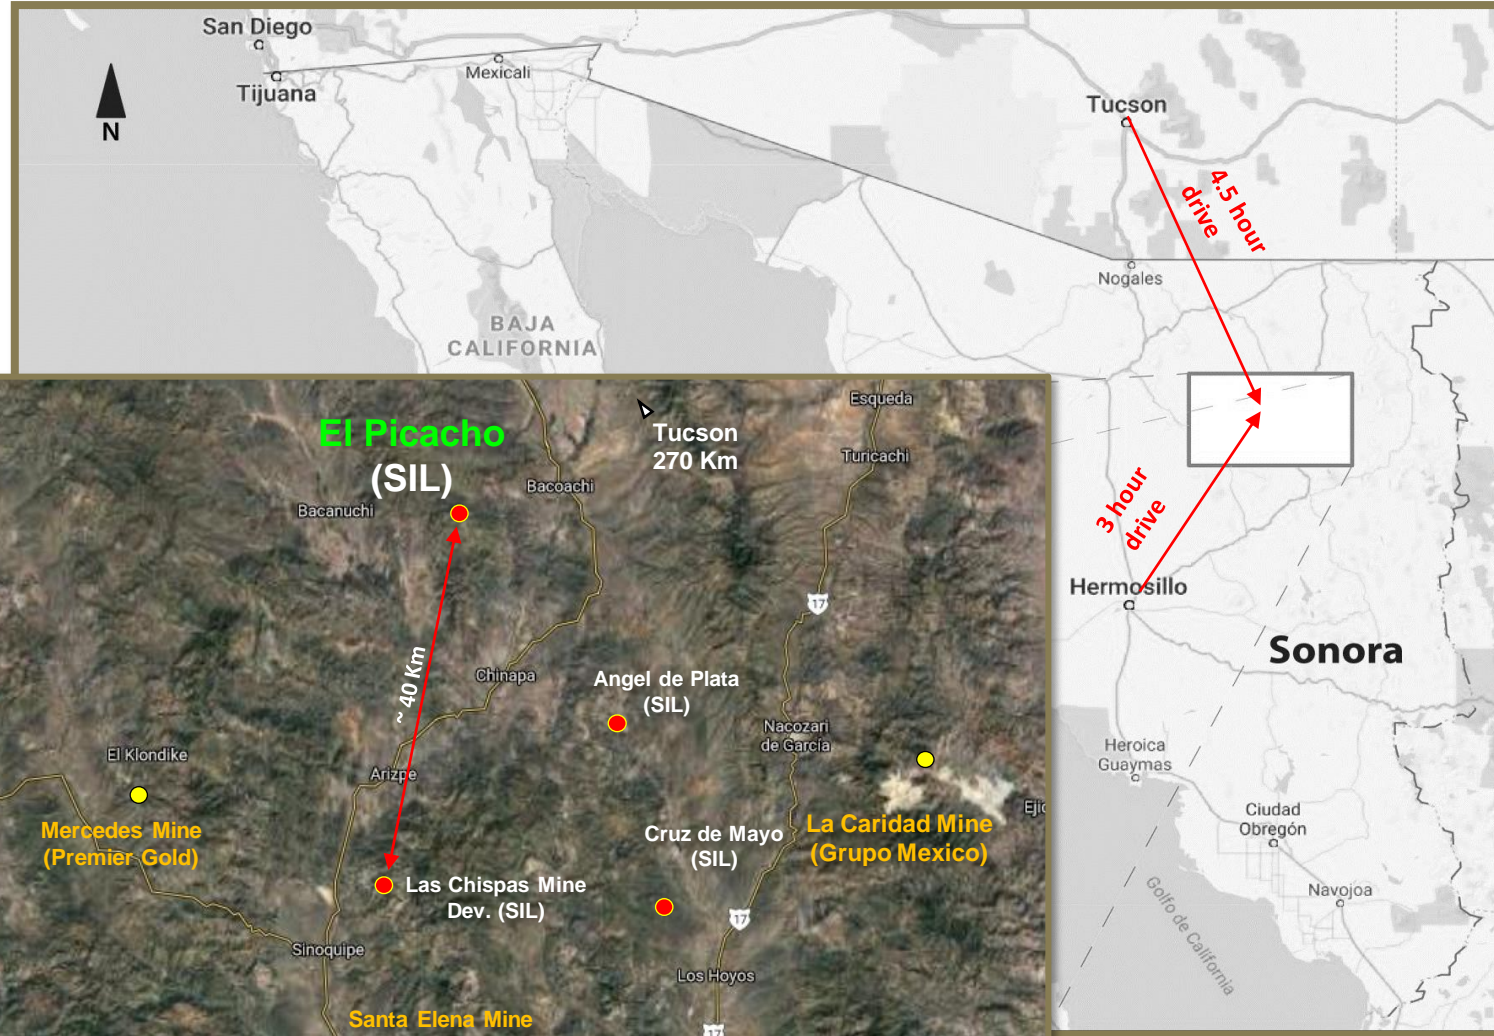 San Diego
Tijuana
Mexicali
N
Tucson
4.5 hour
drive
Nogales
BAJA
CALIFORNIA
El Picacho
(SIL)
Tucson
270 Km
Esqueda
Turicachi
Bacoachi
Bacanuchi
17
3 hour
drive
Hermosillo
Sonora
~ 40 Km
Chinapa
Angel de Plata
(SIL)
Nacozari
de García
El Klondike
Arizpe
Mercedes Mine
(Premier Gold)
La Caridad Mine
(Grupo Mexico)
Ejid
Cruz de Mayo
(SIL)
Las Chispas Mine
Dev. (SIL)
17
Sinoquipe
Los Hoyos
Santa Elena Mine
17
Heroica
Guaymas
Ciudad
Obregón
Navojoa
Golfo de California